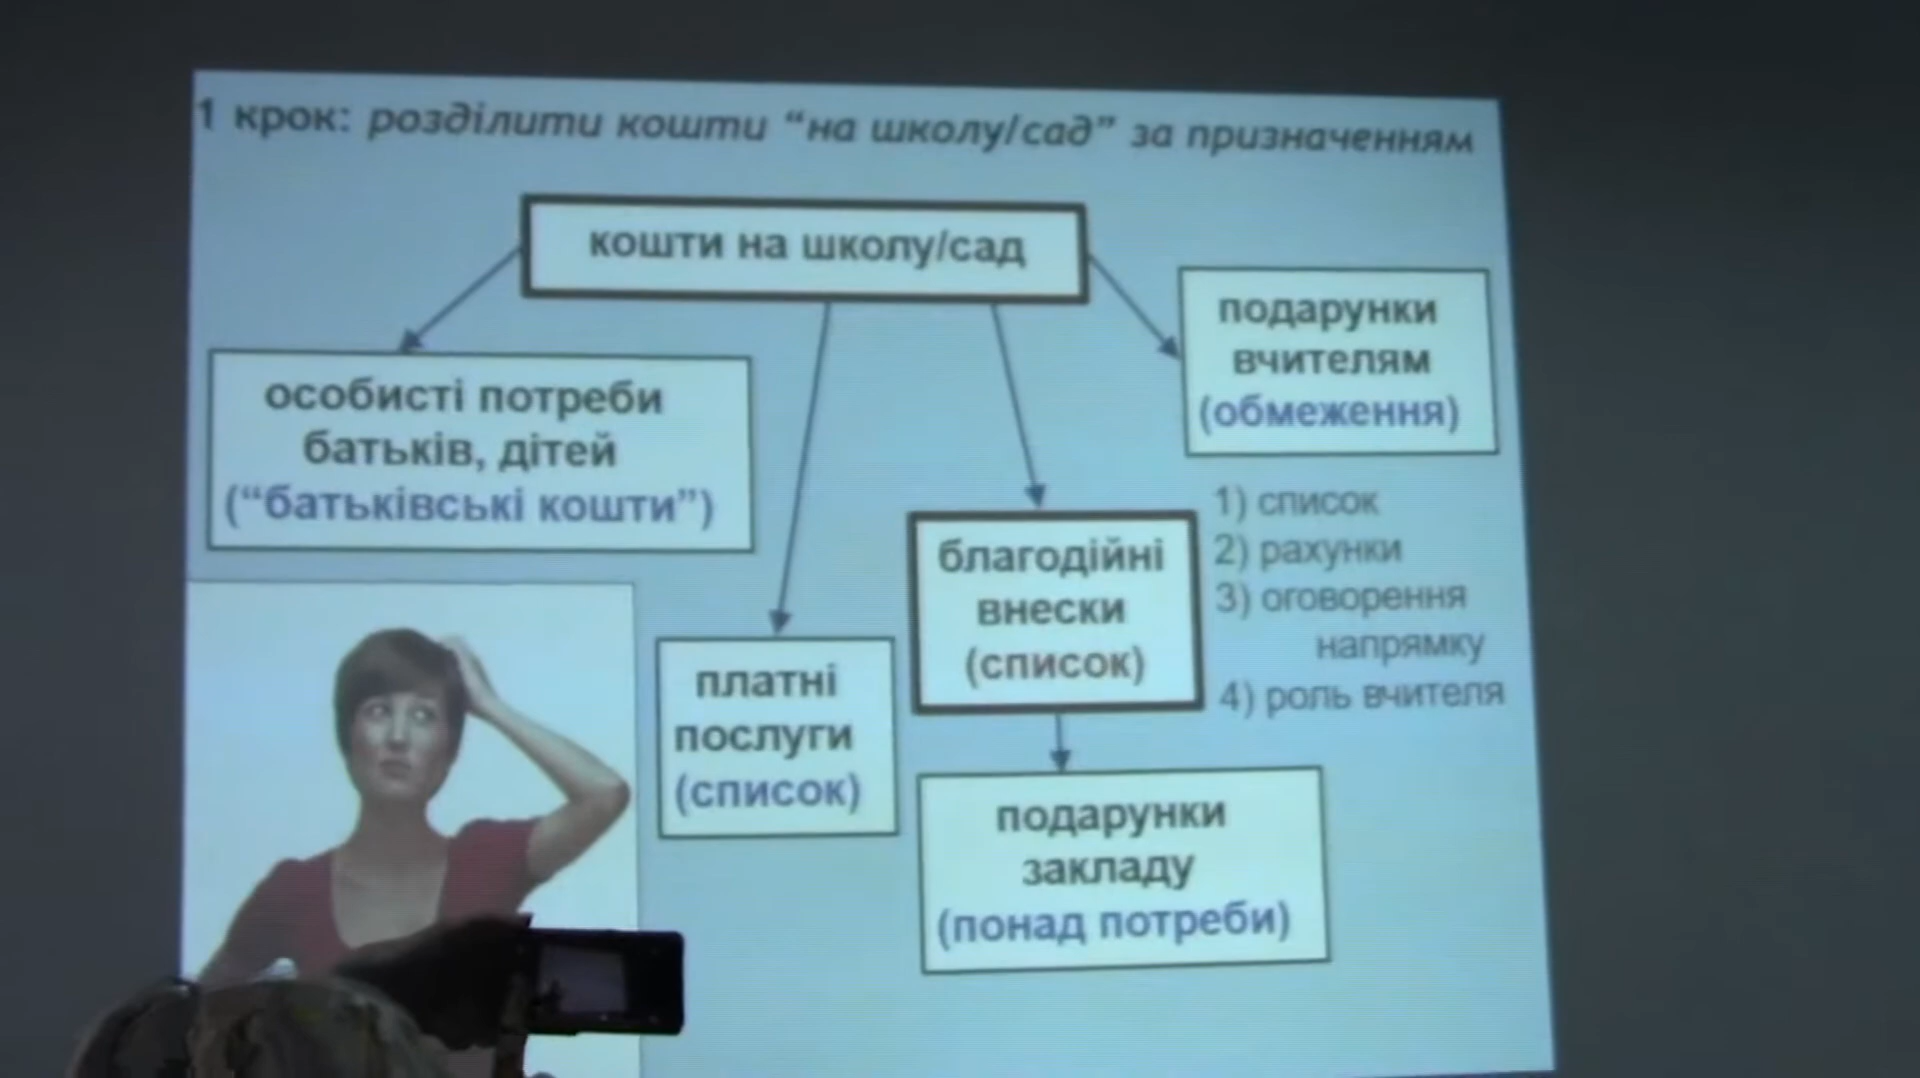 1 крок: розділити кошти “на школу/сад” за призначенням
кошти на школу/сад
подарунки
вчителям
(обмеження)
особисті потреби
батьків, дітей
(“батьківські кошти”)
1) список
2) рахунки
3) оговорення
напрямку
4) роль вчителя
благодійні
внески
(список)
платні
послуги
(список)
подарунки
закладу
(понад потреби)